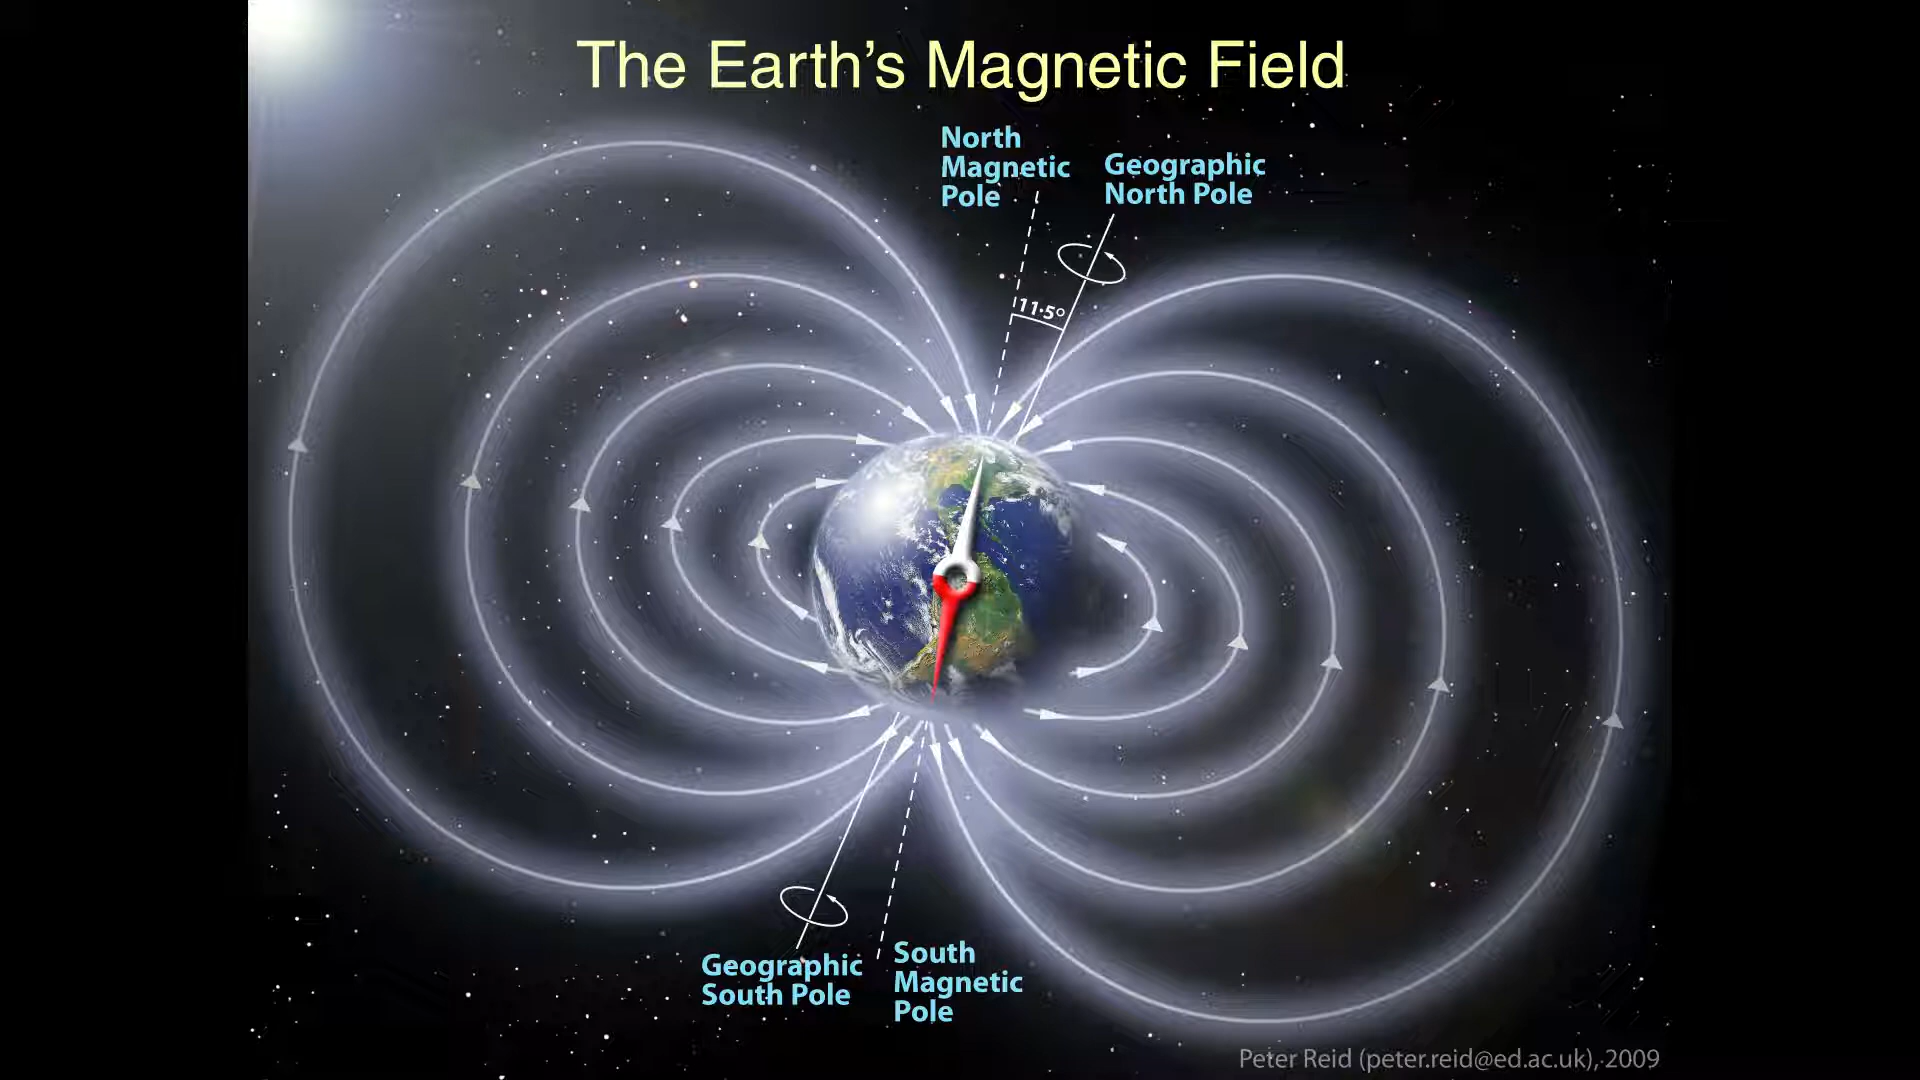 The Earth's Magnetic Field
North
Magnetic
Pole
Geographic
North Pole
11·5°
Geographic
South Pole
South
Magnetic
Pole
Peter Reid (peter.reid@ed.ac.uk), 2009